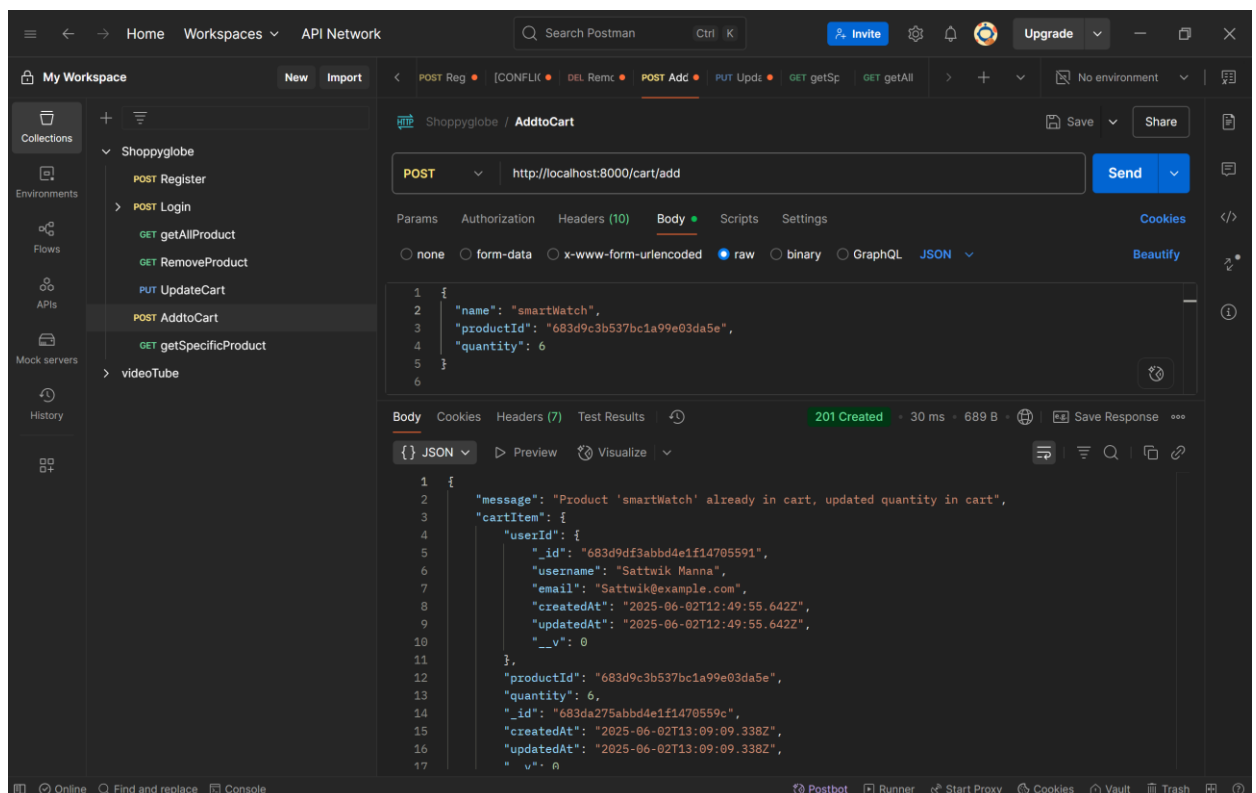 Home Workspaces API Network Search Postman Ctrl K Invite Upgrade
My Workspace New Import POST Reg [CONFLIC DEL Remc POST Add PUT Upda GET getSp GET getAll No environment
Collections
Environments
Flows
APIs
Mock servers
History
Shoppyglobe
POST Register
POST Login
GET getAllProduct
GET RemoveProduct
PUT UpdateCart
POST AddtoCart
GET getSpecificProduct
videoTube
HTTP Shoppyglobe / AddtoCart Save Share
POST http://localhost:8000/cart/add Send
Params Authorization Headers (10) Body Scripts Settings Cookies
none form-data x-www-form-urlencoded raw binary GraphQL JSON Beautify
1 {
2 "name": "smartWatch",
3 "productId": "683d9c3b537bc1a99e03da5e",
4 "quantity": 6
5 }
6
Body Cookies Headers (7) Test Results 201 Created 30 ms 689 B e.g. Save Response
{} JSON Preview Visualize
1 {
2 "message": "Product 'smartWatch' already in cart, updated quantity in cart",
3 "cartItem": {
4 "userId": {
5 "_id": "683d9df3abbd4e1f14705591",
6 "username": "Sattwik Manna",
7 "email": "Sattwik@example.com",
8 "createdAt": "2025-06-02T12:49:55.642Z",
9 "updatedAt": "2025-06-02T12:49:55.642Z",
10 "__v": 0
11 },
12 "productId": "683d9c3b537bc1a99e03da5e",
13 "quantity": 6,
14 "_id": "683da275abbd4e1f1470559c",
15 "createdAt": "2025-06-02T13:09:09.338Z",
16 "updatedAt": "2025-06-02T13:09:09.338Z",
17 "__v": 0
Online Find and replace Console Postbot Runner Start Proxy Cookies Vault Trash